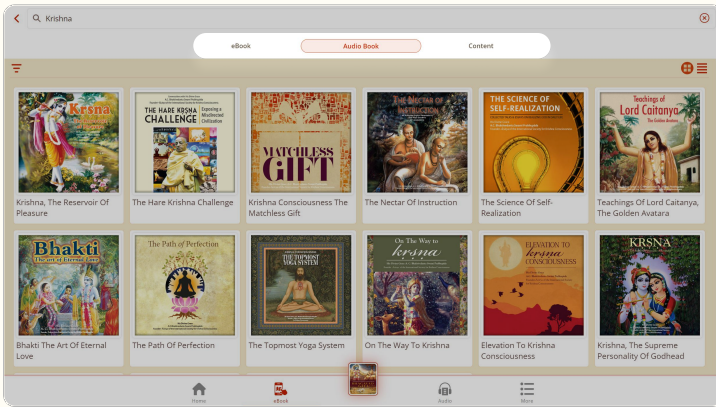 Krishna
eBook
Audio Book
Content
Krsna
THE HARE KRSNA
CHALLENGE
Exposing a
Misdirected
Civilization
MATCHLESS
GIFT
THE NECTAR OF
INSTRUCTION
THE SCIENCE OF
SELF-REALIZATION
Teachings of
Lord Caitanya
The Golden Avatara
Krishna, The Reservoir Of
Pleasure
The Hare Krishna Challenge
Krishna Consciousness The
Matchless Gift
The Nectar Of Instruction
The Science Of Self-
Realization
Teachings Of Lord Caitanya,
The Golden Avatara
Bhakti
The Art of Eternal Love
The Path of Perfection
THE TOPMOST
YOGA SYSTEM
On The Way to
krsna
ELEVATION TO
krsna
CONSCIOUSNESS
KRSNA
Bhakti The Art Of Eternal
Love
The Path Of Perfection
The Topmost Yoga System
On The Way To Krishna
Elevation To Krishna
Consciousness
Krishna, The Supreme
Personality Of Godhead
Home
eBook
Audio
More